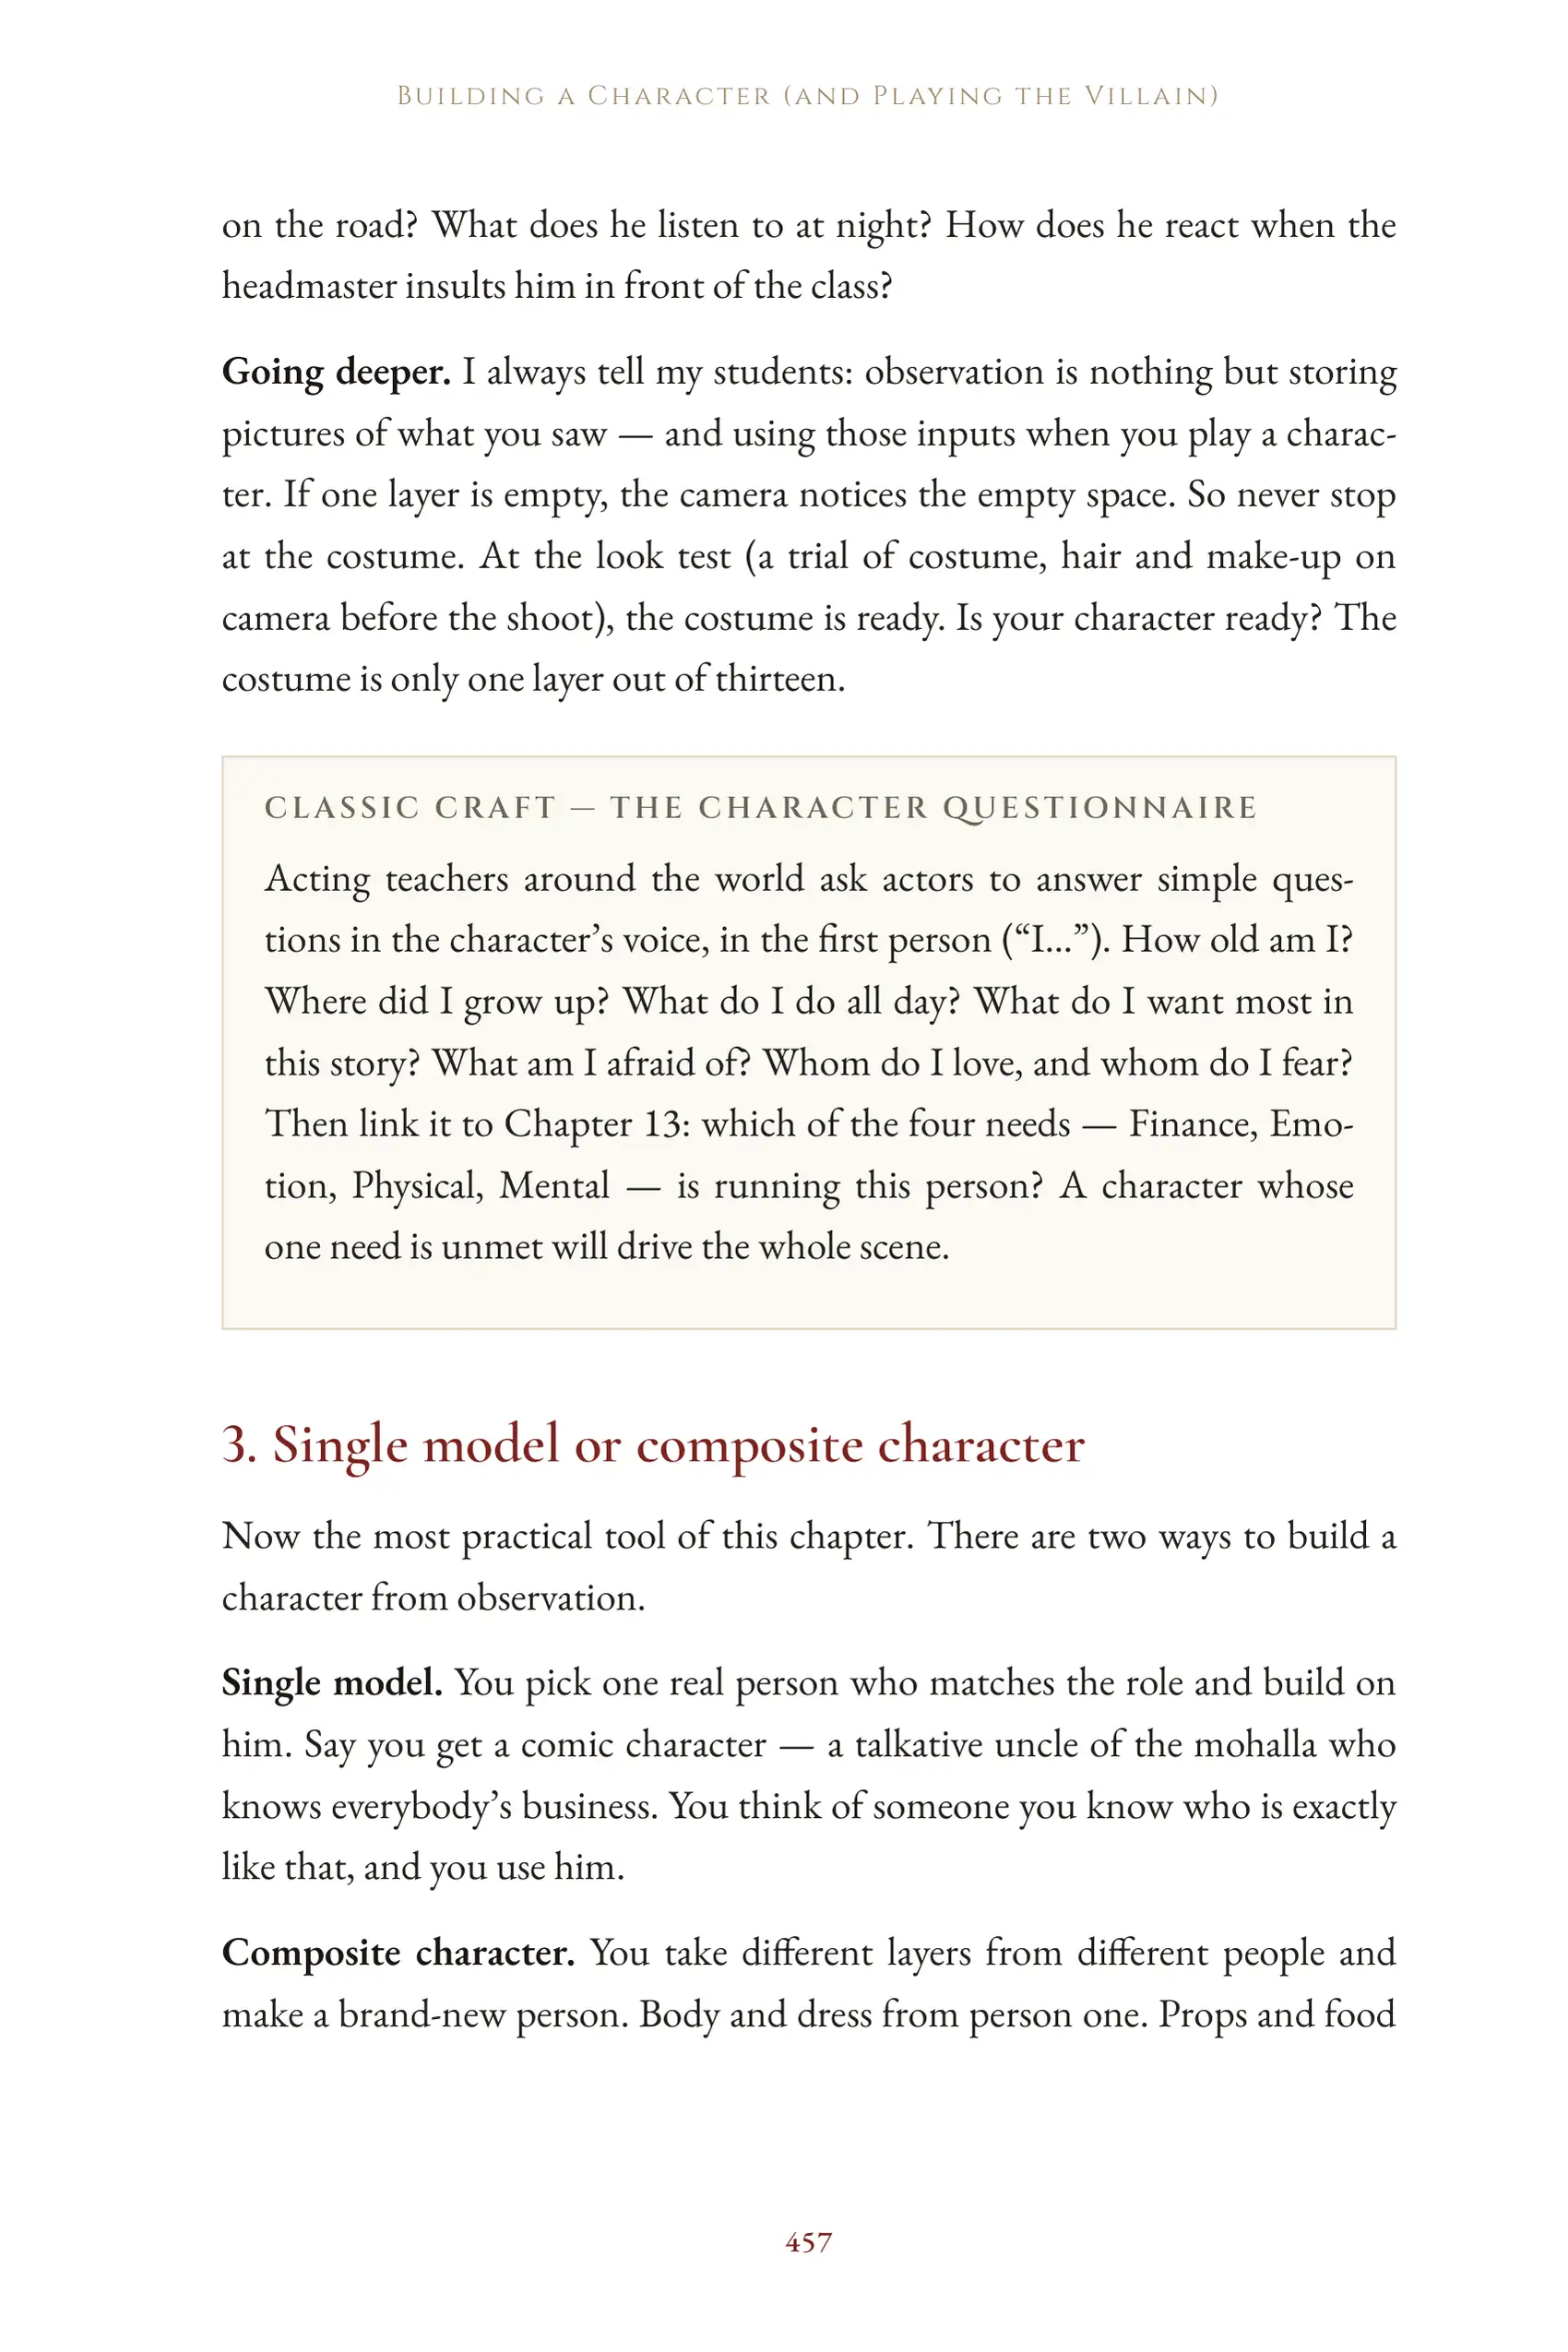 Building a Character (and Playing the Villain)
on the road? What does he listen to at night? How does he react when the
headmaster insults him in front of the class?
Going deeper. I always tell my students: observation is nothing but storing
pictures of what you saw — and using those inputs when you play a charac-
ter. If one layer is empty, the camera notices the empty space. So never stop
at the costume. At the look test (a trial of costume, hair and make-up on
camera before the shoot), the costume is ready. Is your character ready? The
costume is only one layer out of thirteen.
CLASSIC CRAFT — THE CHARACTER QUESTIONNAIRE
Acting teachers around the world ask actors to answer simple ques-
tions in the character’s voice, in the first person (“I…”). How old am I?
Where did I grow up? What do I do all day? What do I want most in
this story? What am I afraid of? Whom do I love, and whom do I fear?
Then link it to Chapter 13: which of the four needs — Finance, Emo-
tion, Physical, Mental — is running this person? A character whose
one need is unmet will drive the whole scene.
3. Single model or composite character
Now the most practical tool of this chapter. There are two ways to build a
character from observation.
Single model. You pick one real person who matches the role and build on
him. Say you get a comic character — a talkative uncle of the mohalla who
knows everybody’s business. You think of someone you know who is exactly
like that, and you use him.
Composite character. You take different layers from different people and
make a brand-new person. Body and dress from person one. Props and food
457